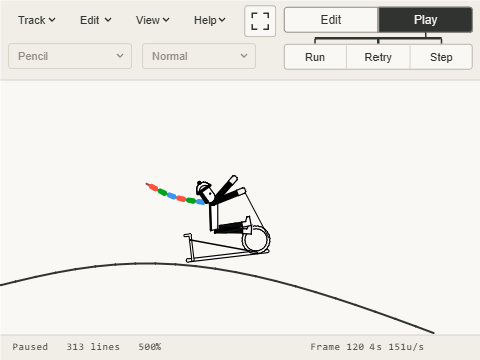 Track Edit View Help Edit Play
Pencil Normal Run Retry Step
Paused 313 lines 500% Frame 120 4s 151u/s